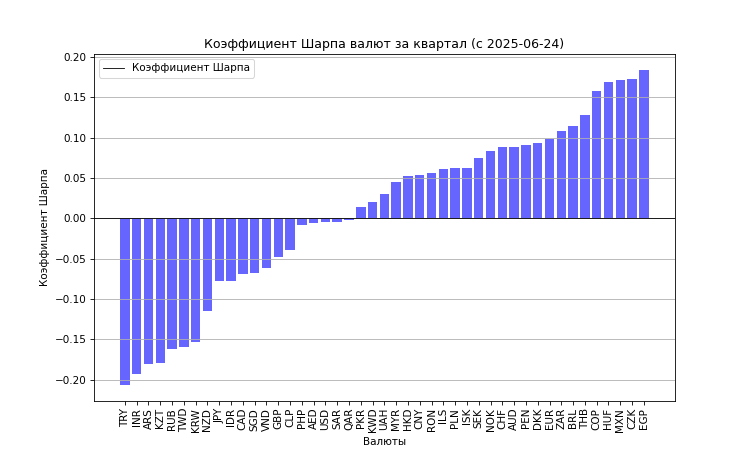 Коэффициент Шарпа валют за квартал (с 2025-06-24)
Коэффициент Шарпа
Коэффициент Шарпа
0.20
0.15
0.10
0.05
0.00
−0.05
−0.10
−0.15
−0.20
TRY INR ARS KZT RUB TWD KRW NZD JPY IDR CAD SGD VND GBP CLP PHP AED USD SAR QAR PKR KWD UAH MYR HKD CNY RON ILS PLN ISK SEK NOK CHF AUD PEN DKK EUR ZAR BRL THB COP HUF MXN CZK EGP
Валюты